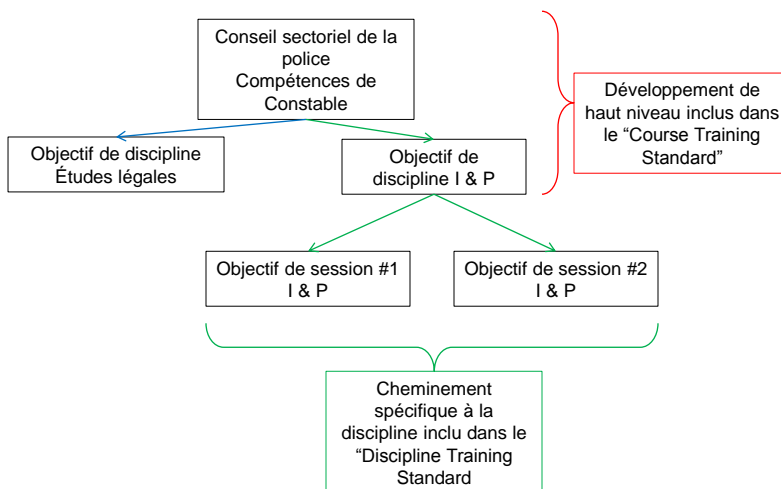 Conseil sectoriel de la
police
Compétences de
Constable
Développement de
haut niveau inclus dans
le “Course Training
Standard”
Objectif de discipline
Études légales
Objectif de
discipline I & P
Objectif de session #1
I & P
Objectif de session #2
I & P
Cheminement
spécifique à la
discipline inclu dans le
“Discipline Training
Standard